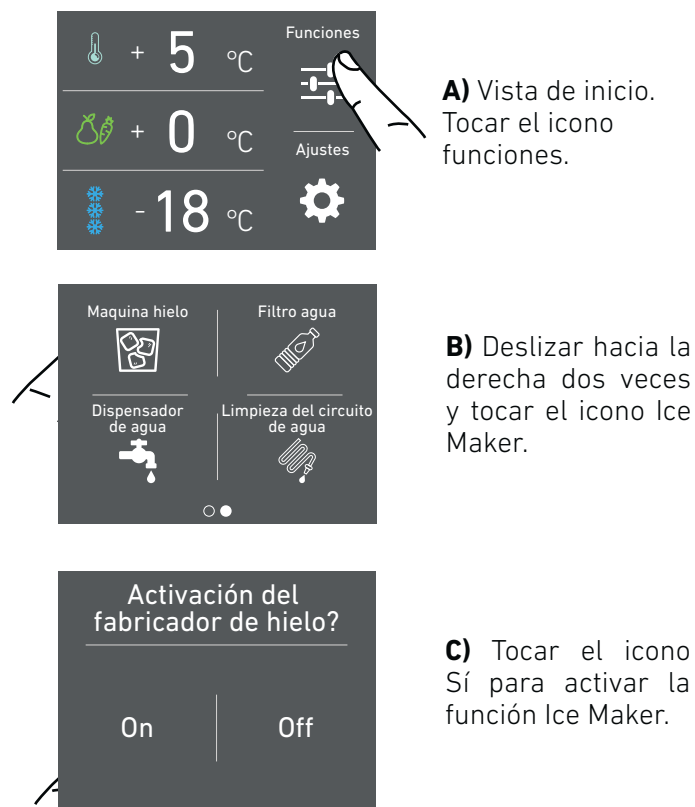 + 5 °C
Funciones
+ 0 °C
Ajustes
- 18 °C
A) Vista de inicio.
Tocar el icono
funciones.
Maquina hielo
Filtro agua
Dispensador
de agua
Limpieza del circuito
de agua
B) Deslizar hacia la
derecha dos veces
y tocar el icono Ice
Maker.
Activación del
fabricador de hielo?
On
Off
C) Tocar el icono
Sí para activar la
función Ice Maker.